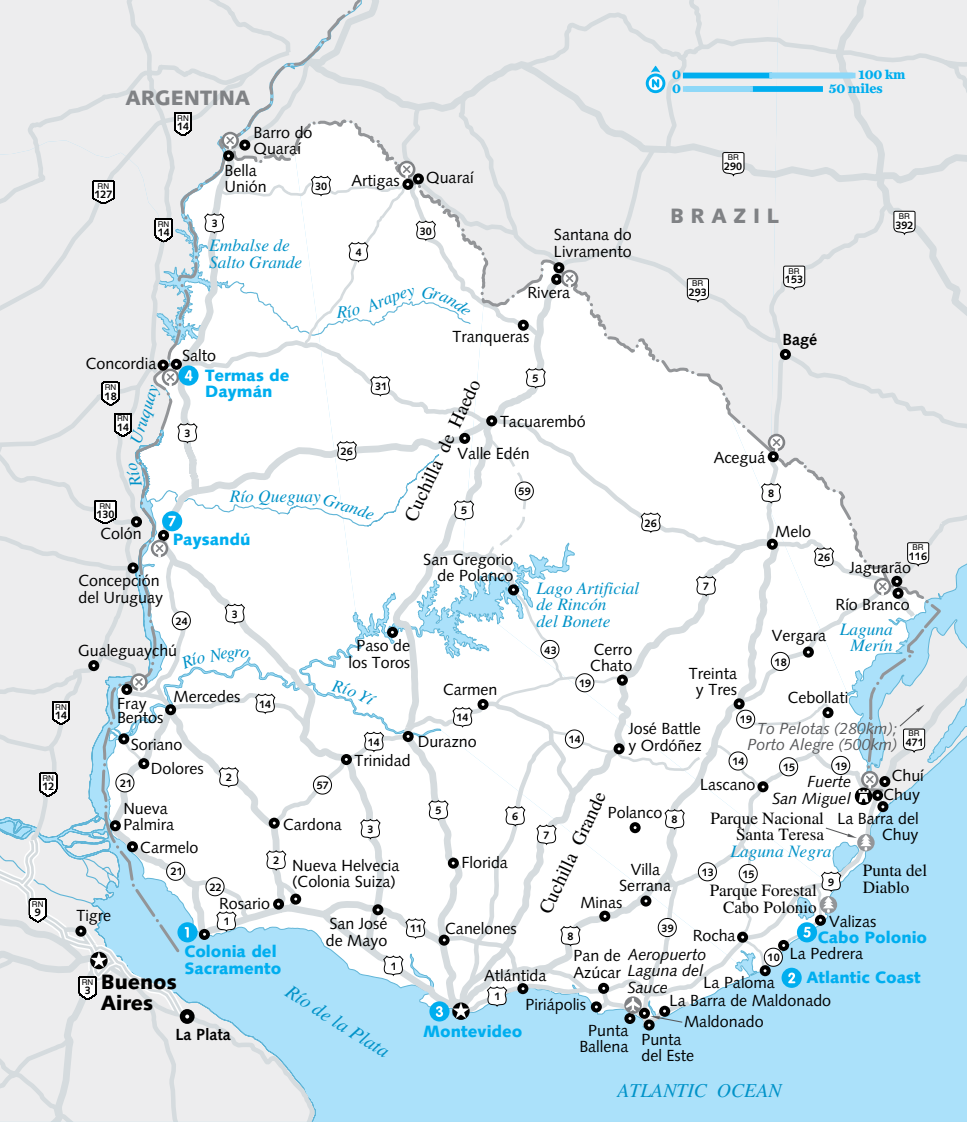 0
100 km
N
0
50 miles
ARGENTINA
RN
14
Barro do
Quaraí
Bella
Unión
BR
290
RN
127
30
Artigas
Quaraí
BRAZIL
RN
14
3
30
BR
392
Embalse de
Salto Grande
4
Santana do
Livramento
BR
153
BR
293
Rivera
Río Arapey Grande
Tranqueras
Bagé
Concordia
Salto
4
Termas de
Daymán
RN
18
31
5
RN
14
Río Uruguay
3
Cuchilla de Haedo
Tacuarembó
26
Valle Edén
Aceguá
59
8
RN
130
Río Queguay Grande
5
26
7
Paysandú
Colón
Melo
26
BR
116
San Gregorio
de Polanco
Jaguarão
Concepción
del Uruguay
Lago Artificial
de Rincón
del Bonete
7
Río Branco
3
24
Laguna
Merín
Gualeguaychú
Río Negro
Paso de
los Toros
43
Cerro
Chato
Vergara
18
19
Treinta
y Tres
Fray
Bentos
Mercedes
Río Yí
Carmen
Cebollatí
RN
14
14
14
19
To Pelotas (280km);
Porto Alegre (500km)
BR
471
Soriano
14
Durazno
14
José Battle
y Ordóñez
Trinidad
14
15
19
Dolores
2
RN
12
21
57
Lascano
Fuerte
San Miguel
Chuí
Chuy
La Barra del
Chuy
Nueva
Palmira
5
6
Cuchilla Grande
Polanco
8
Parque Nacional
Santa Teresa
Cardona
3
7
Carmelo
2
Laguna Negra
21
Nueva Helvecia
(Colonia Suiza)
Florida
Villa
Serrana
13
15
9
Punta del
Diablo
22
Parque Forestal
Cabo Polonio
RN
9
Tigre
Rosario
1
San José
de Mayo
11
Canelones
Minas
39
Valizas
1
Colonia del
Sacramento
8
Rocha
5
Cabo Polonio
La Pedrera
10
1
Pan de
Azúcar
Aeropuerto
Laguna del
Sauce
RN
3
Buenos
Aires
Atlántida
1
La Paloma
2
Atlantic Coast
Río de la Plata
Piriápolis
La Barra de Maldonado
3
Montevideo
Maldonado
La Plata
Punta
Ballena
Punta
del Este
ATLANTIC OCEAN